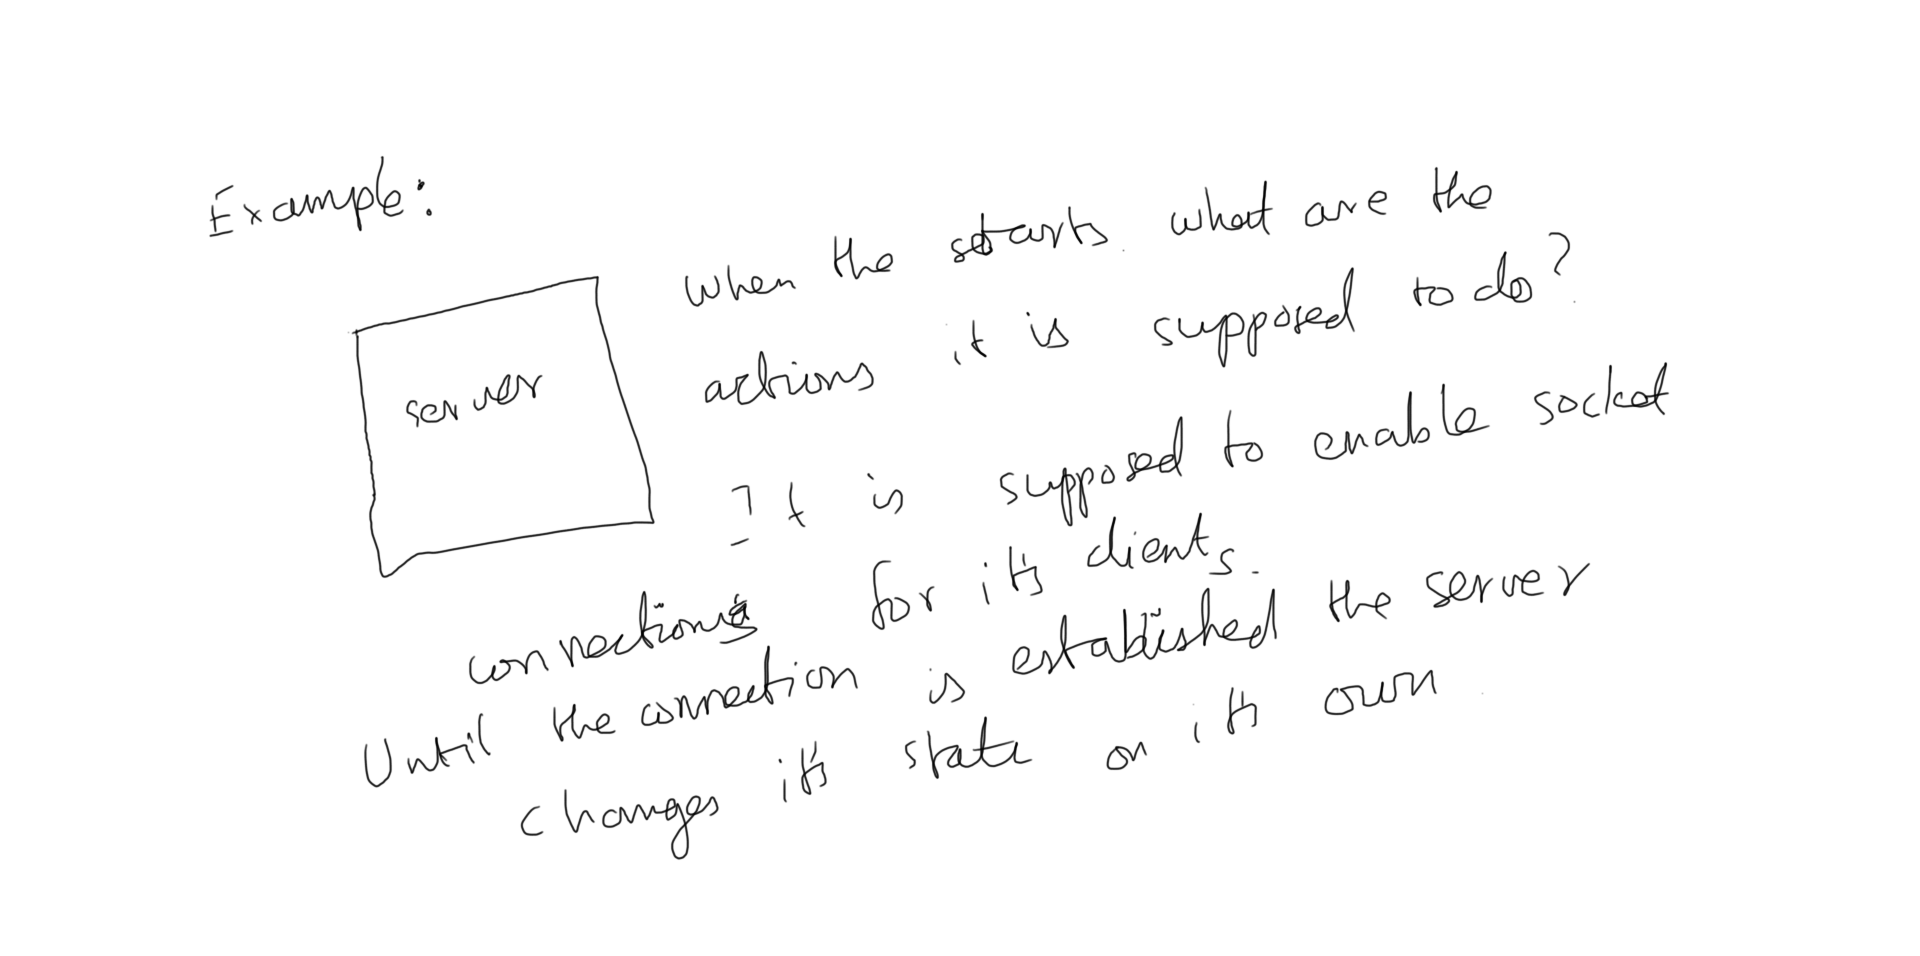 Example:
When the starts what are the
actions it is supposed to do?
server
It is supposed to enable socket
connections for it's clients.
Until the connection is established the server
changes it's state on its own